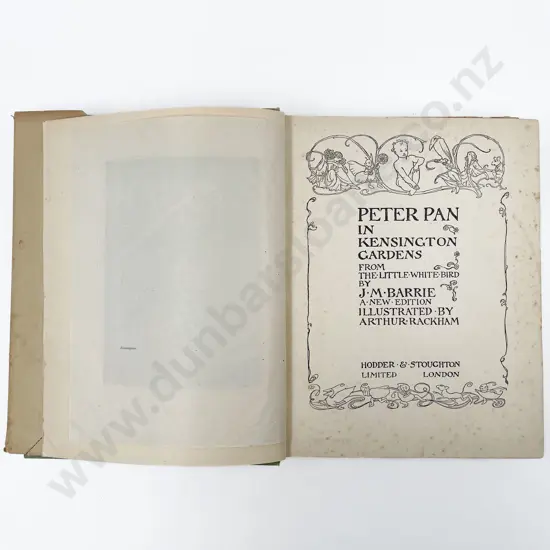 PETER PAN
IN
KENSINGTON
GARDENS
FROM
THE·LITTLE·WHITE·BIRD
BY
J·M·BARRIE
A·NEW·EDITION
ILLUSTRATED·BY
ARTHUR·RACKHAM
HODDER·&·STOUGHTON
LIMITED LONDON